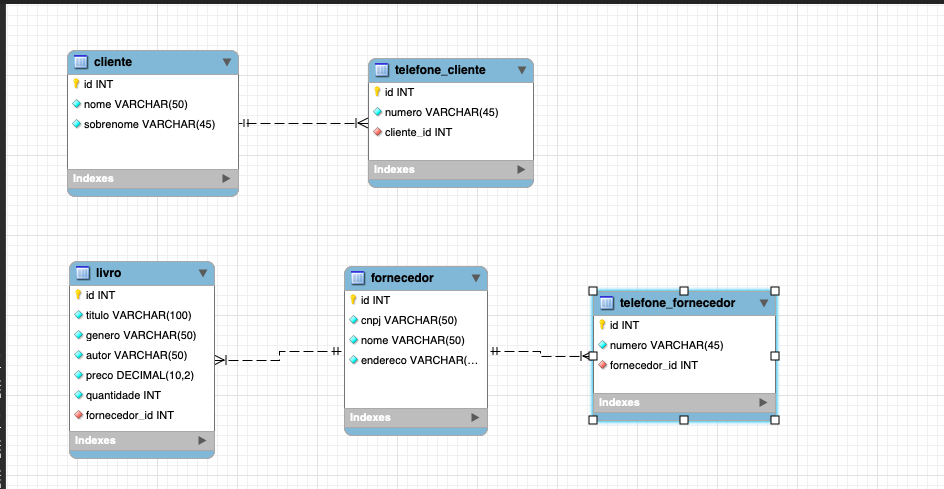 cliente
id INT
nome VARCHAR(50)
sobrenome VARCHAR(45)
Indexes
telefone_cliente
id INT
numero VARCHAR(45)
cliente_id INT
Indexes
livro
id INT
titulo VARCHAR(100)
genero VARCHAR(50)
autor VARCHAR(50)
preco DECIMAL(10,2)
quantidade INT
fornecedor_id INT
Indexes
fornecedor
id INT
cnpj VARCHAR(50)
nome VARCHAR(50)
endereco VARCHAR(...
Indexes
telefone_fornecedor
id INT
numero VARCHAR(45)
fornecedor_id INT
Indexes